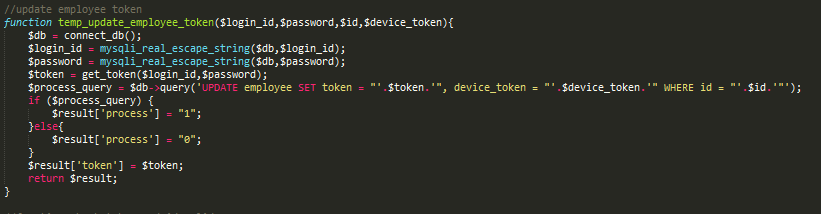 //update employee token
function temp_update_employee_token($login_id,$password,$id,$device_token){
$db = connect_db();
$login_id = mysqli_real_escape_string($db,$login_id);
$password = mysqli_real_escape_string($db,$password);
$token = get_token($login_id,$password);
$process_query = $db->query('UPDATE employee SET token = "'.$token.'", device_token = "'.$device_token.'" WHERE id = "'.$id.'"');
if ($process_query) {
$result['process'] = "1";
}else{
$result['process'] = "0";
}
$result['token'] = $token;
return $result;
}